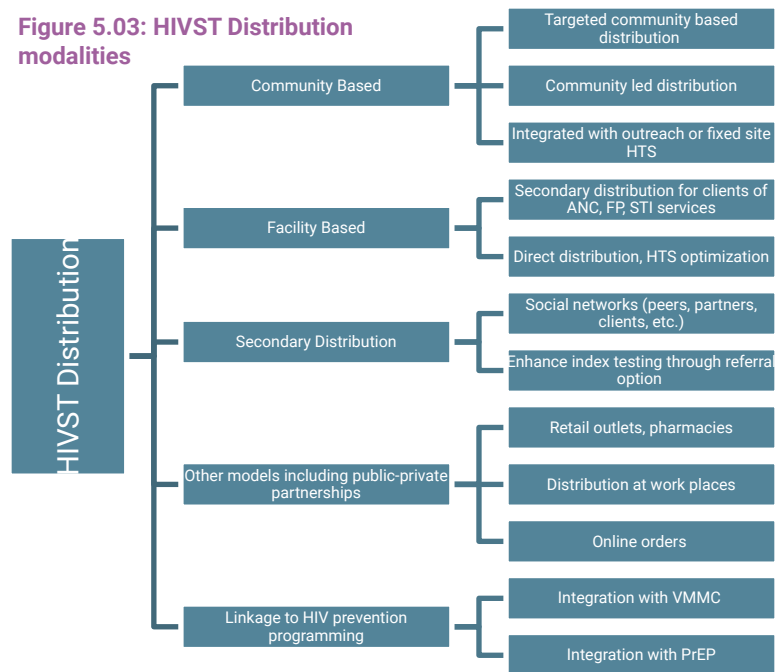 Figure 5.03: HIVST Distribution
modalities
HIVST Distribution
Community Based
Targeted community based
distribution
Community led distribution
Integrated with outreach or fixed site
HTS
Facility Based
Secondary distribution for clients of
ANC, FP, STI services
Direct distribution, HTS optimization
Secondary Distribution
Social networks (peers, partners,
clients, etc.)
Enhance index testing through referral
option
Other models including public-private
partnerships
Retail outlets, pharmacies
Distribution at work places
Online orders
Linkage to HIV prevention
programming
Integration with VMMC
Integration with PrEP